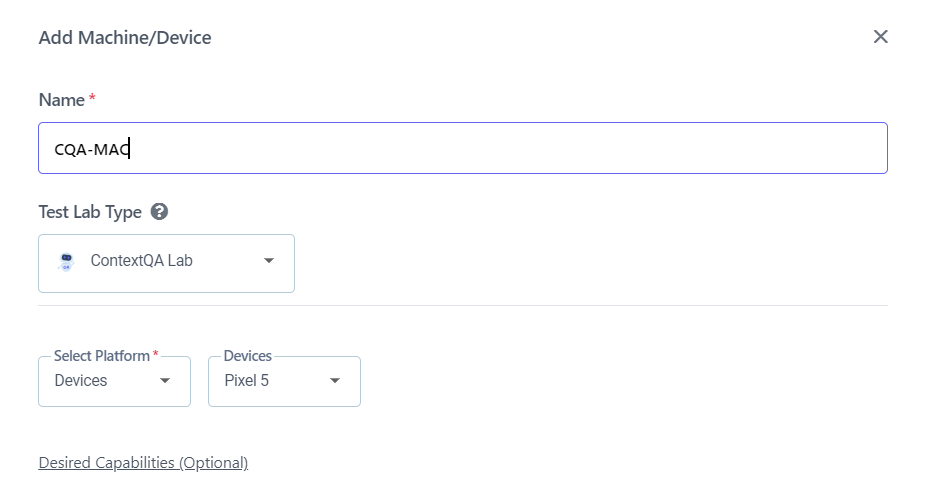 Add Machine/Device
Name *
CQA-MAC
Test Lab Type ?
ContextQA Lab
Select Platform * Devices
Devices Pixel 5
Desired Capabilities (Optional)